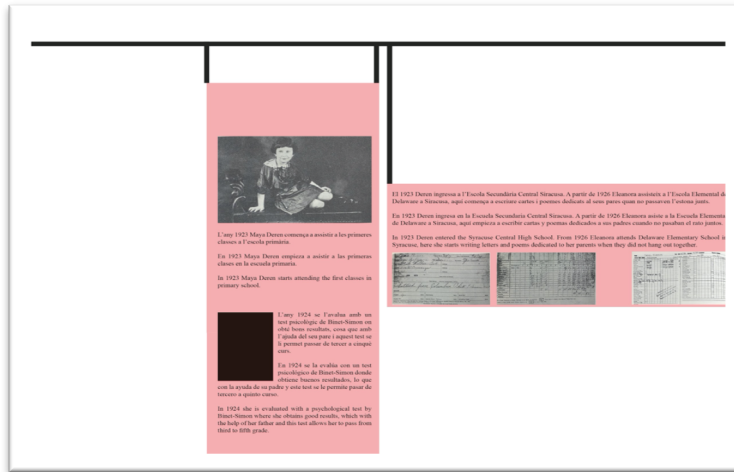 L'any 1923 Maya Deren comença a assistir a les primeres
classes a l'escola primària.
En 1923 Maya Deren empieza a asistir a las primeras
clases en la escuela primaria.
In 1923 Maya Deren starts attending the first classes in
primary school.
L'any 1924 se l'evalua amb un
test psicològic de Binet-Simon on
obté bons resultats, cosa que amb
l'ajuda del seu pare i aquest test se
li permet passar de tercer a cinquè
curs.
En 1924 se la evalúa con un test
psicológico de Binet-Simon donde
obtiene buenos resultados, lo que
con la ayuda de su padre y este test se le permite pasar de
tercero a quinto curso.
In 1924 she is evaluated with a psychological test by
Binet-Simon where she obtains good results, which with
the help of her father and this test allows her to pass from
third to fifth grade.
El 1923 Deren ingressa a l'Escola Secundària Central Siracusa. A partir de 1926 Eleanora assisteix a l'Escola Elemental de
Delaware a Siracusa, aquí comença a escriure cartes i poemes dedicats al seus pares quan no passaven l'estona junts.
En 1923 Deren ingresa en la Escuela Secundaria Central Siracusa. A partir de 1926 Eleanora asiste a la Escuela Elementa
de Delaware a Siracusa, aquí empieza a escribir cartas y poemas dedicados a sus padres cuando no pasaban el rato juntos.
In 1923 Deren entered the Syracuse Central High School. From 1926 Eleanora attends Delaware Elementary School
Syracuse, here she starts writing letters and poems dedicated to her parents when they did not hang out together.